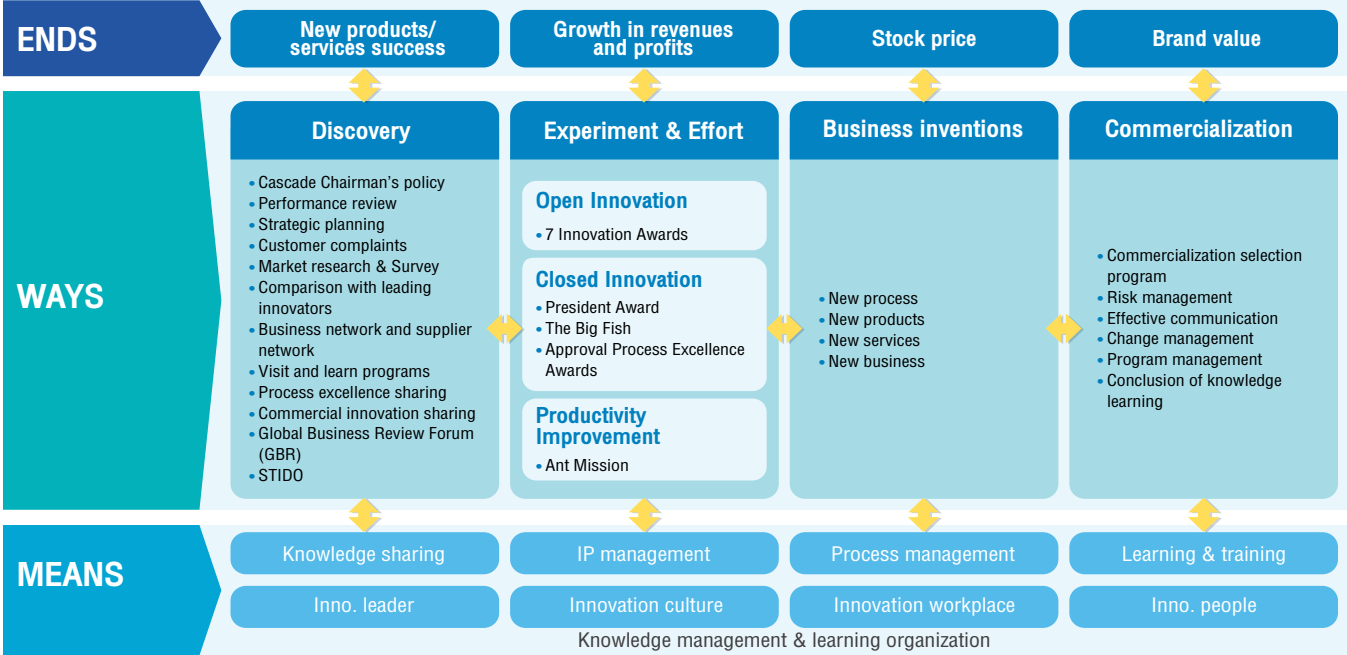 ENDS
New products/
services success
Growth in revenues
and profits
Stock price
Brand value
WAYS
Discovery
• Cascade Chairman's policy
• Performance review
• Strategic planning
• Customer complaints
• Market research & Survey
• Comparison with leading
innovators
• Business network and supplier
network
• Visit and learn programs
• Process excellence sharing
• Commercial innovation sharing
• Global Business Review Forum
(GBR)
• STIDO
Experiment & Effort
Open Innovation
• 7 Innovation Awards
Closed Innovation
• President Award
• The Big Fish
• Approval Process Excellence
Awards
Productivity
Improvement
• Ant Mission
Business inventions
• New process
• New products
• New services
• New business
Commercialization
• Commercialization selection
program
• Risk management
• Effective communication
• Change management
• Program management
• Conclusion of knowledge
learning
MEANS
Knowledge sharing
IP management
Process management
Learning & training
Inno. leader
Innovation culture
Innovation workplace
Inno. people
Knowledge management & learning organization